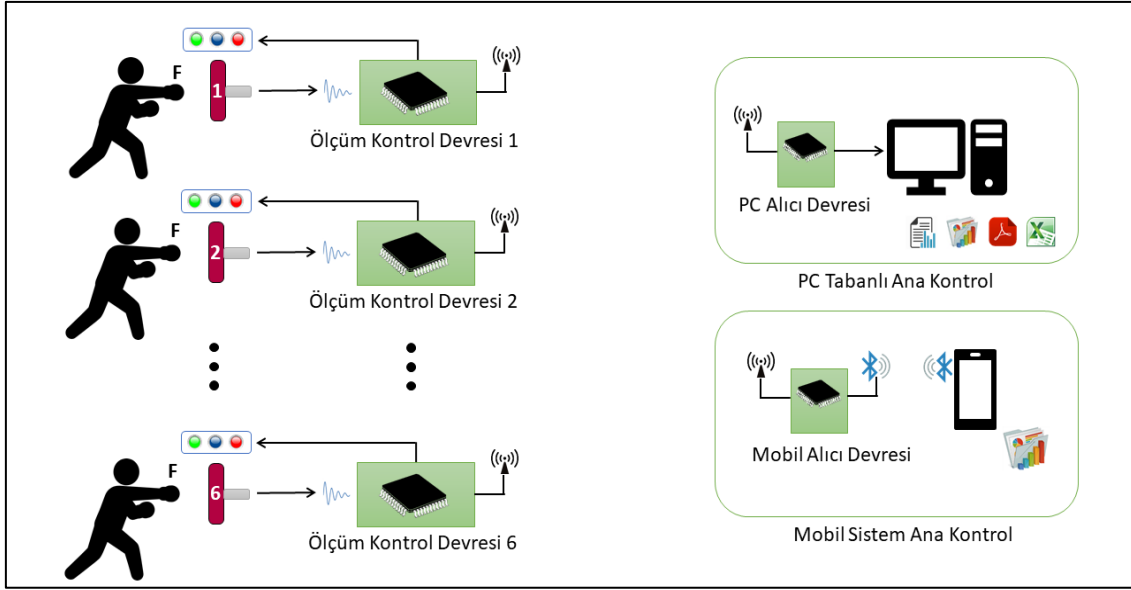 F
1
Ölçüm Kontrol Devresi 1
F
2
Ölçüm Kontrol Devresi 2
F
6
Ölçüm Kontrol Devresi 6
PC Alıcı Devresi
PC Tabanlı Ana Kontrol
Mobil Alıcı Devresi
Mobil Sistem Ana Kontrol